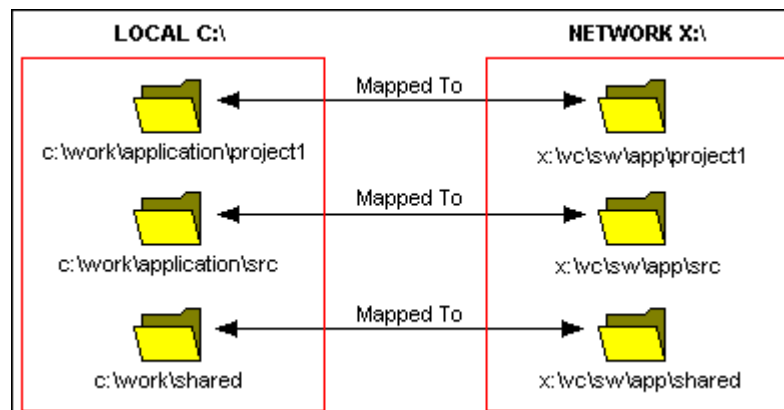 LOCAL C:\ NETWORK X:\
Mapped To
c:\work\application\project1 x:\vc\sw\app\project1
Mapped To
c:\work\application\src x:\vc\sw\app\src
Mapped To
c:\work\shared x:\vc\sw\app\shared